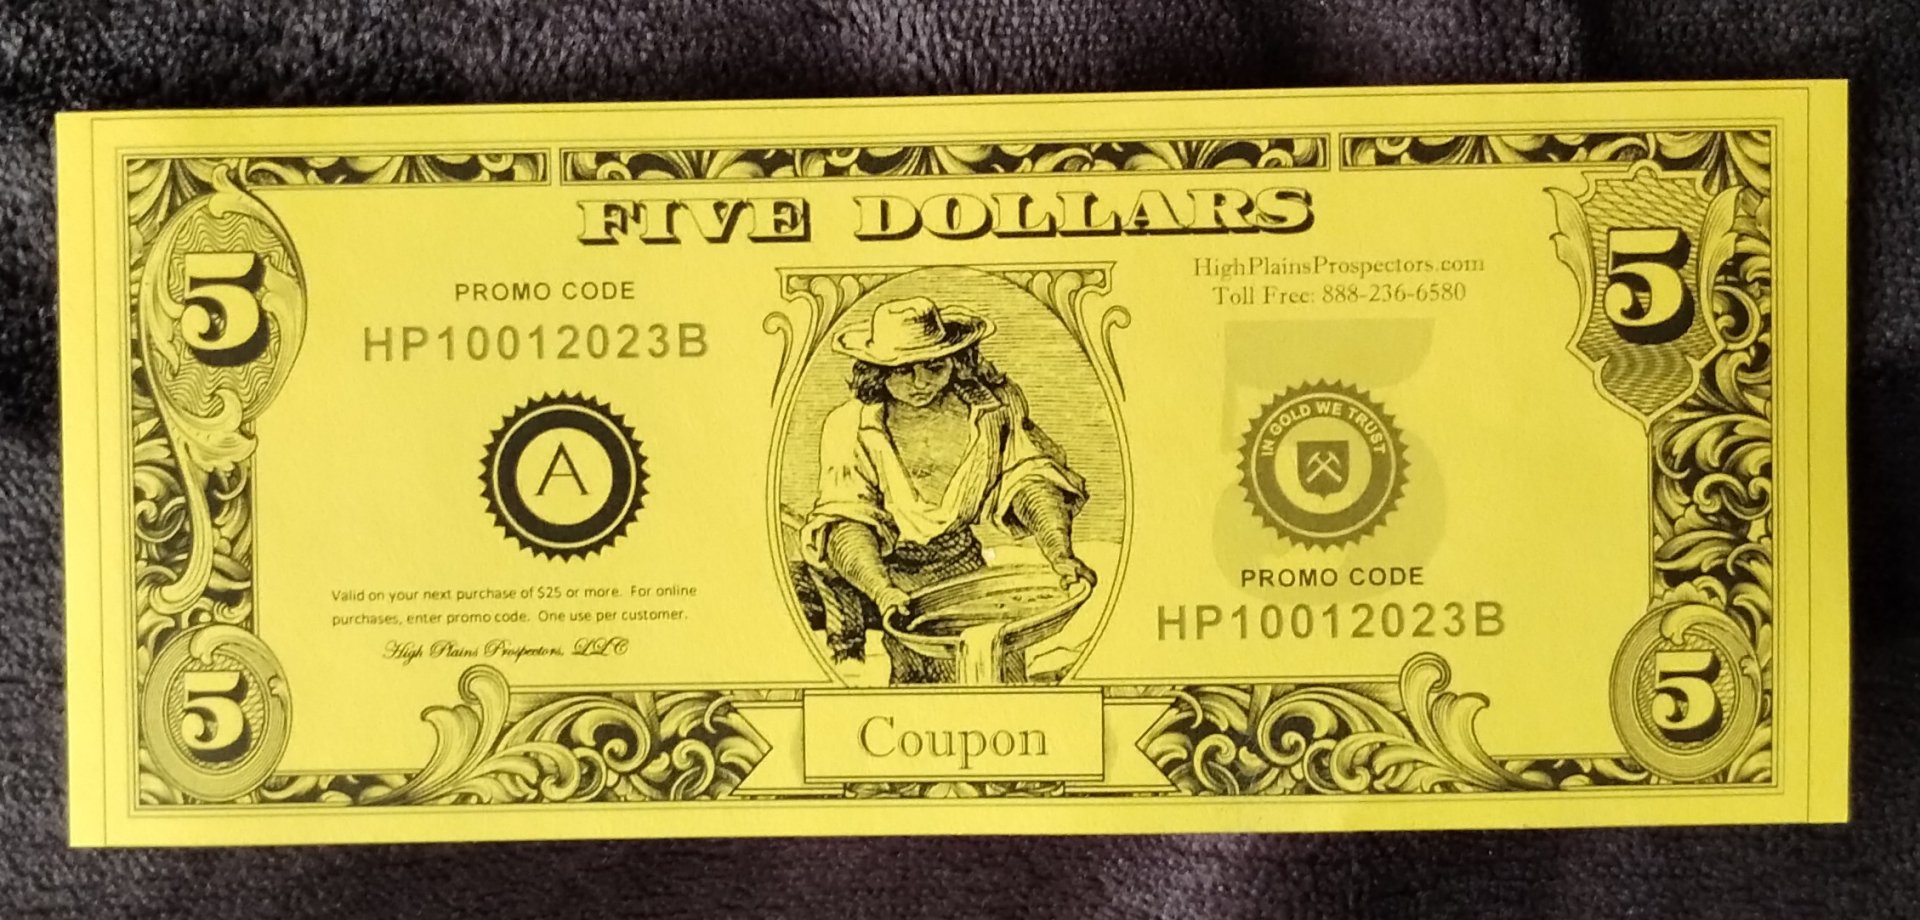 FIVE DOLLARS
5
5
HighPlainsProspectors.com
Toll Free: 888-236-6580
PROMO CODE
HP10012023B
5
A
IN GOLD WE TRUST
PROMO CODE
HP10012023B
Valid on your next purchase of $25 or more. For online
purchases, enter promo code. One use per customer.
High Plains Prospectors, LLC
5
5
Coupon